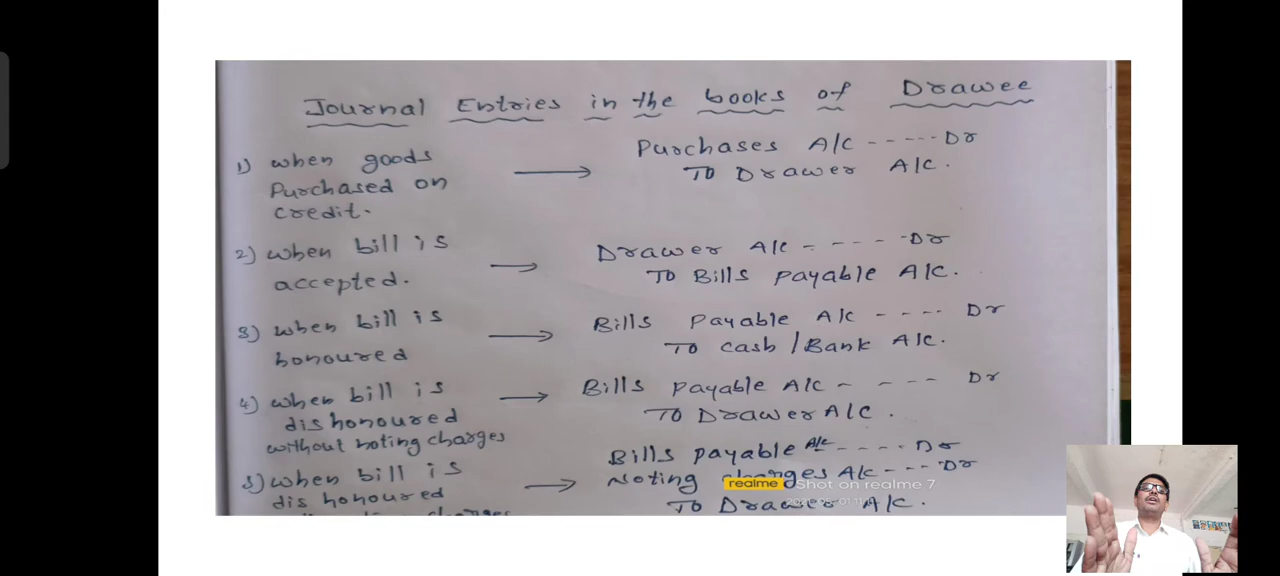 Journal Entries in the books of Drawee
1) when goods Purchased on credit. → Purchases A/c ----- Dr
To Drawer A/c.
2) when bill is accepted. → Drawer A/c ---- Dr
To Bills Payable A/c.
3) when bill is honoured → Bills Payable A/c ---- Dr
To cash/Bank A/c.
4) when bill is dishonoured without noting charges → Bills payable A/c ---- Dr
To Drawer A/c.
5) when bill is dishonoured → Bills payable A/c ---- Dr
Noting charges A/c --- Dr
To Drawer A/c.
realme Shot on realme 7